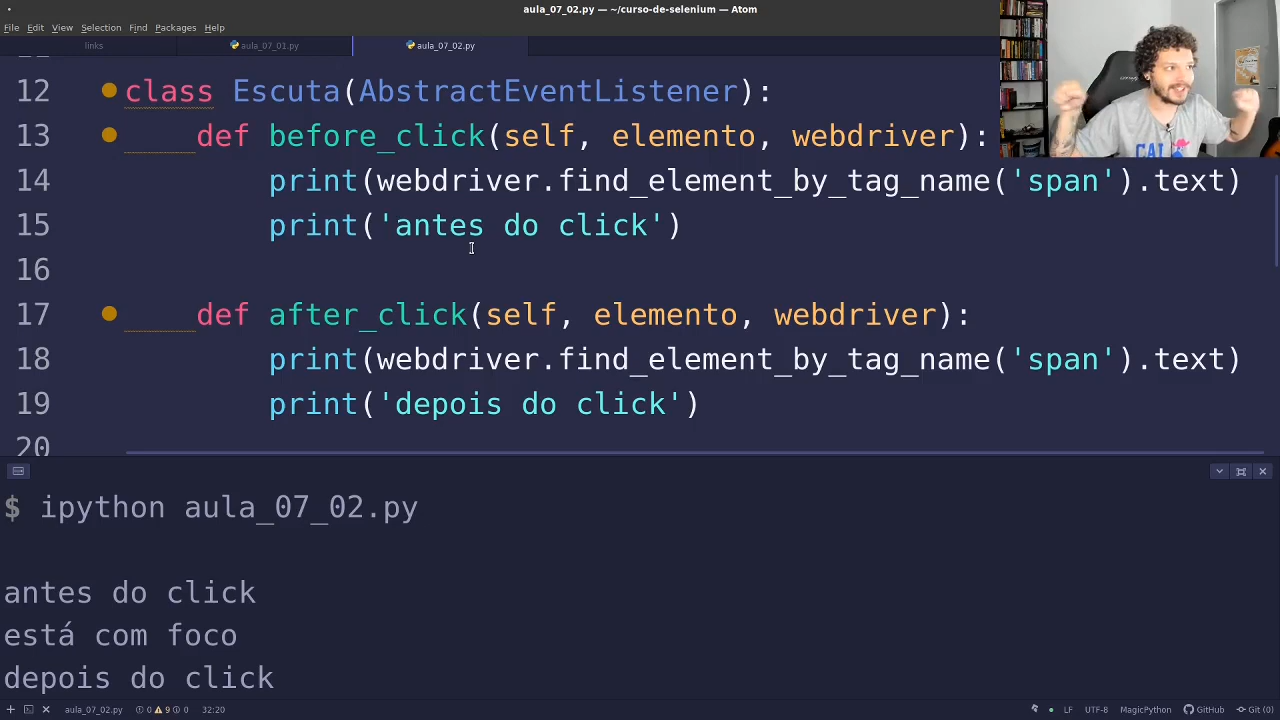 aula_07_02.py — ~/curso-de-selenium — Atom
File Edit View Selection Find Packages Help
links aula_07_01.py aula_07_02.py
12 class Escuta(AbstractEventListener):
13 def before_click(self, elemento, webdriver):
14 print(webdriver.find_element_by_tag_name('span').text)
15 print('antes do click')
16
17 def after_click(self, elemento, webdriver):
18 print(webdriver.find_element_by_tag_name('span').text)
19 print('depois do click')
20
$ ipython aula_07_02.py
antes do click
está com foco
depois do click
aula_07_02.py 0 9 0 32:20 LF UTF-8 MagicPython GitHub Git (0)